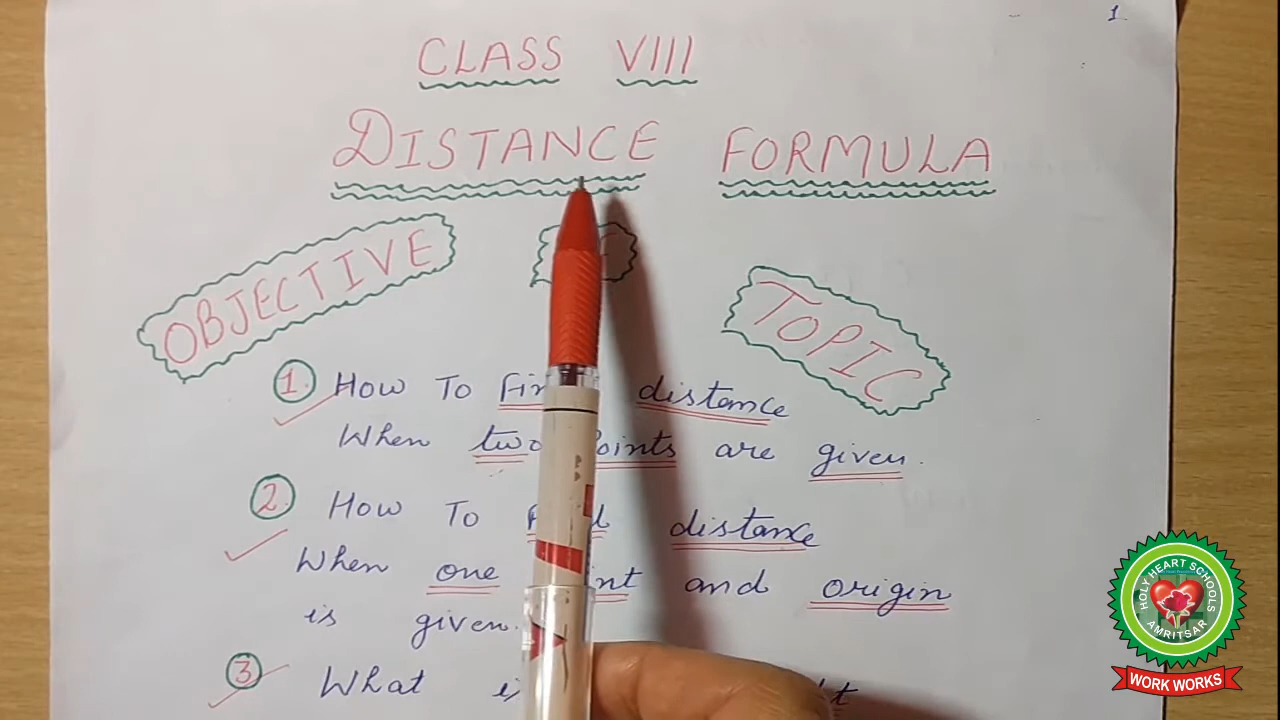 1.
CLASS VIII
DISTANCE FORMULA
OBJECTIVE
TOPIC
1. How To distance
When two Points are given.
2. How To distance
When one and origin
is given.
3 What
HOLY HEART SCHOOLS
AMRITSAR
WORK WORKS